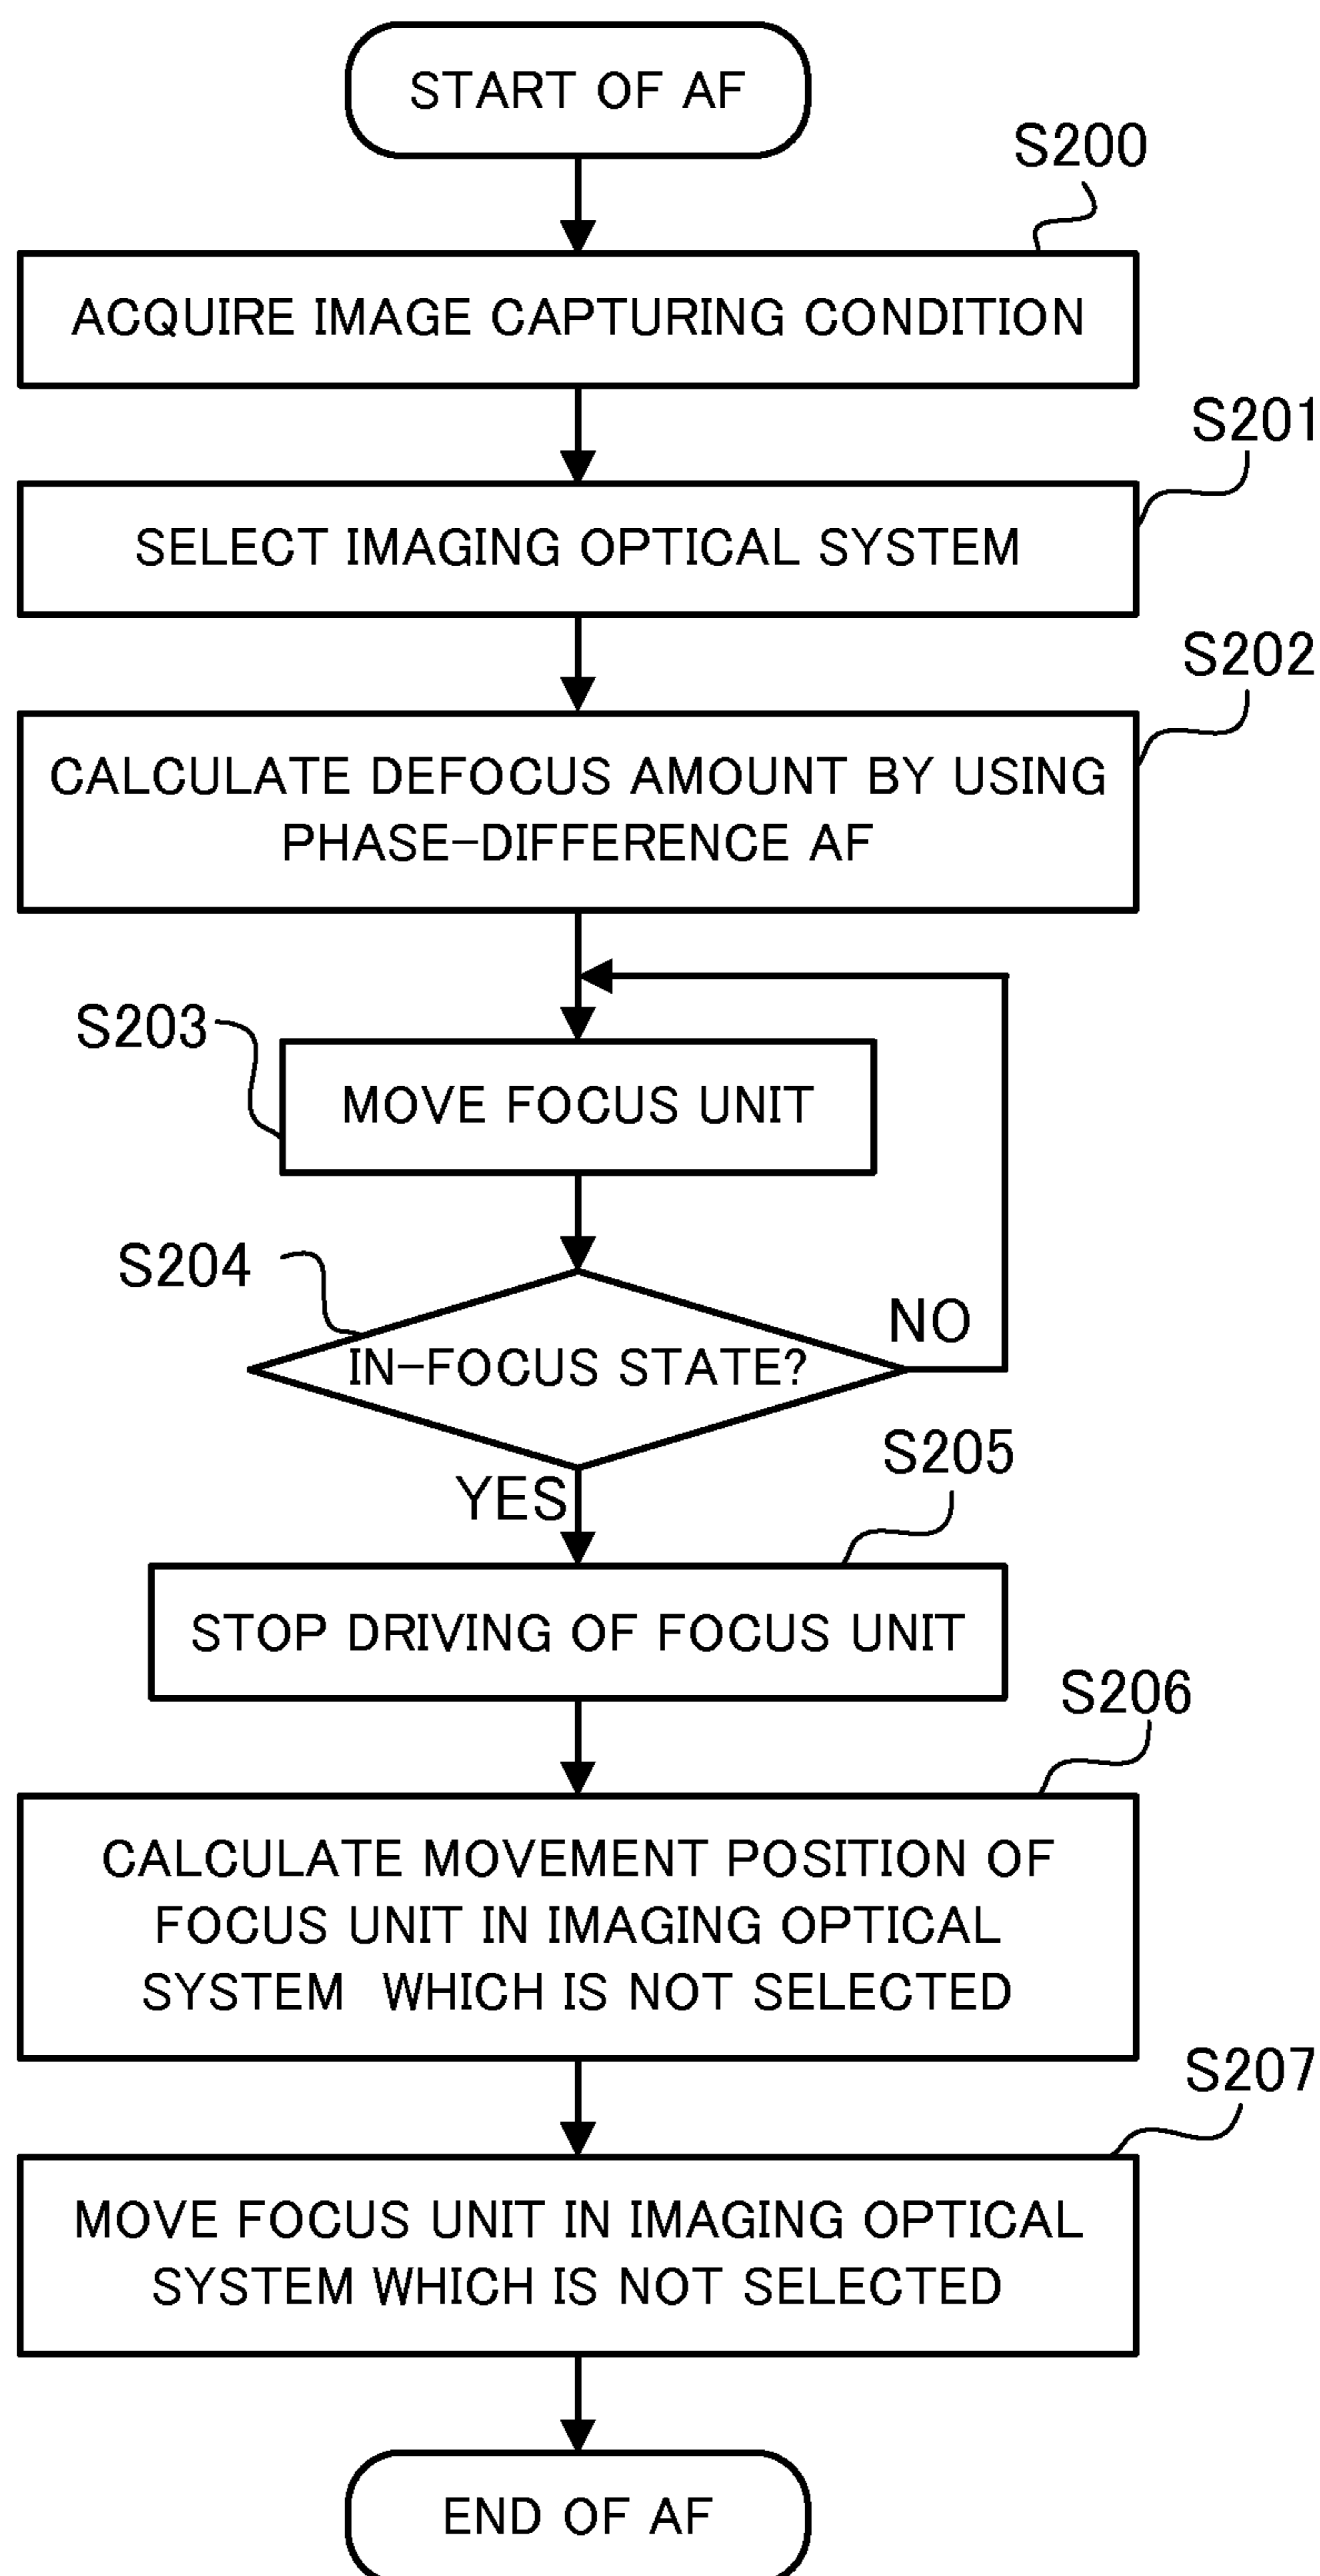 START OF AF
S200
ACQUIRE IMAGE CAPTURING CONDITION
S201
SELECT IMAGING OPTICAL SYSTEM
S202
CALCULATE DEFOCUS AMOUNT BY USING
PHASE-DIFFERENCE AF
S203
MOVE FOCUS UNIT
S204
IN-FOCUS STATE?
NO
YES
S205
STOP DRIVING OF FOCUS UNIT
S206
CALCULATE MOVEMENT POSITION OF
FOCUS UNIT IN IMAGING OPTICAL
SYSTEM WHICH IS NOT SELECTED
S207
MOVE FOCUS UNIT IN IMAGING OPTICAL
SYSTEM WHICH IS NOT SELECTED
END OF AF